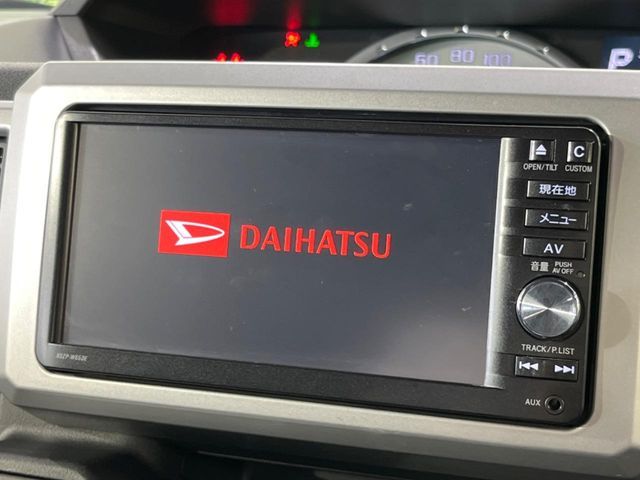 60 80 100
P
OPEN/TILT
C
CUSTOM
現在地
メニュー
AV
音量 PUSH
AV OFF
DAIHATSU
TRACK/P.LIST
AUX